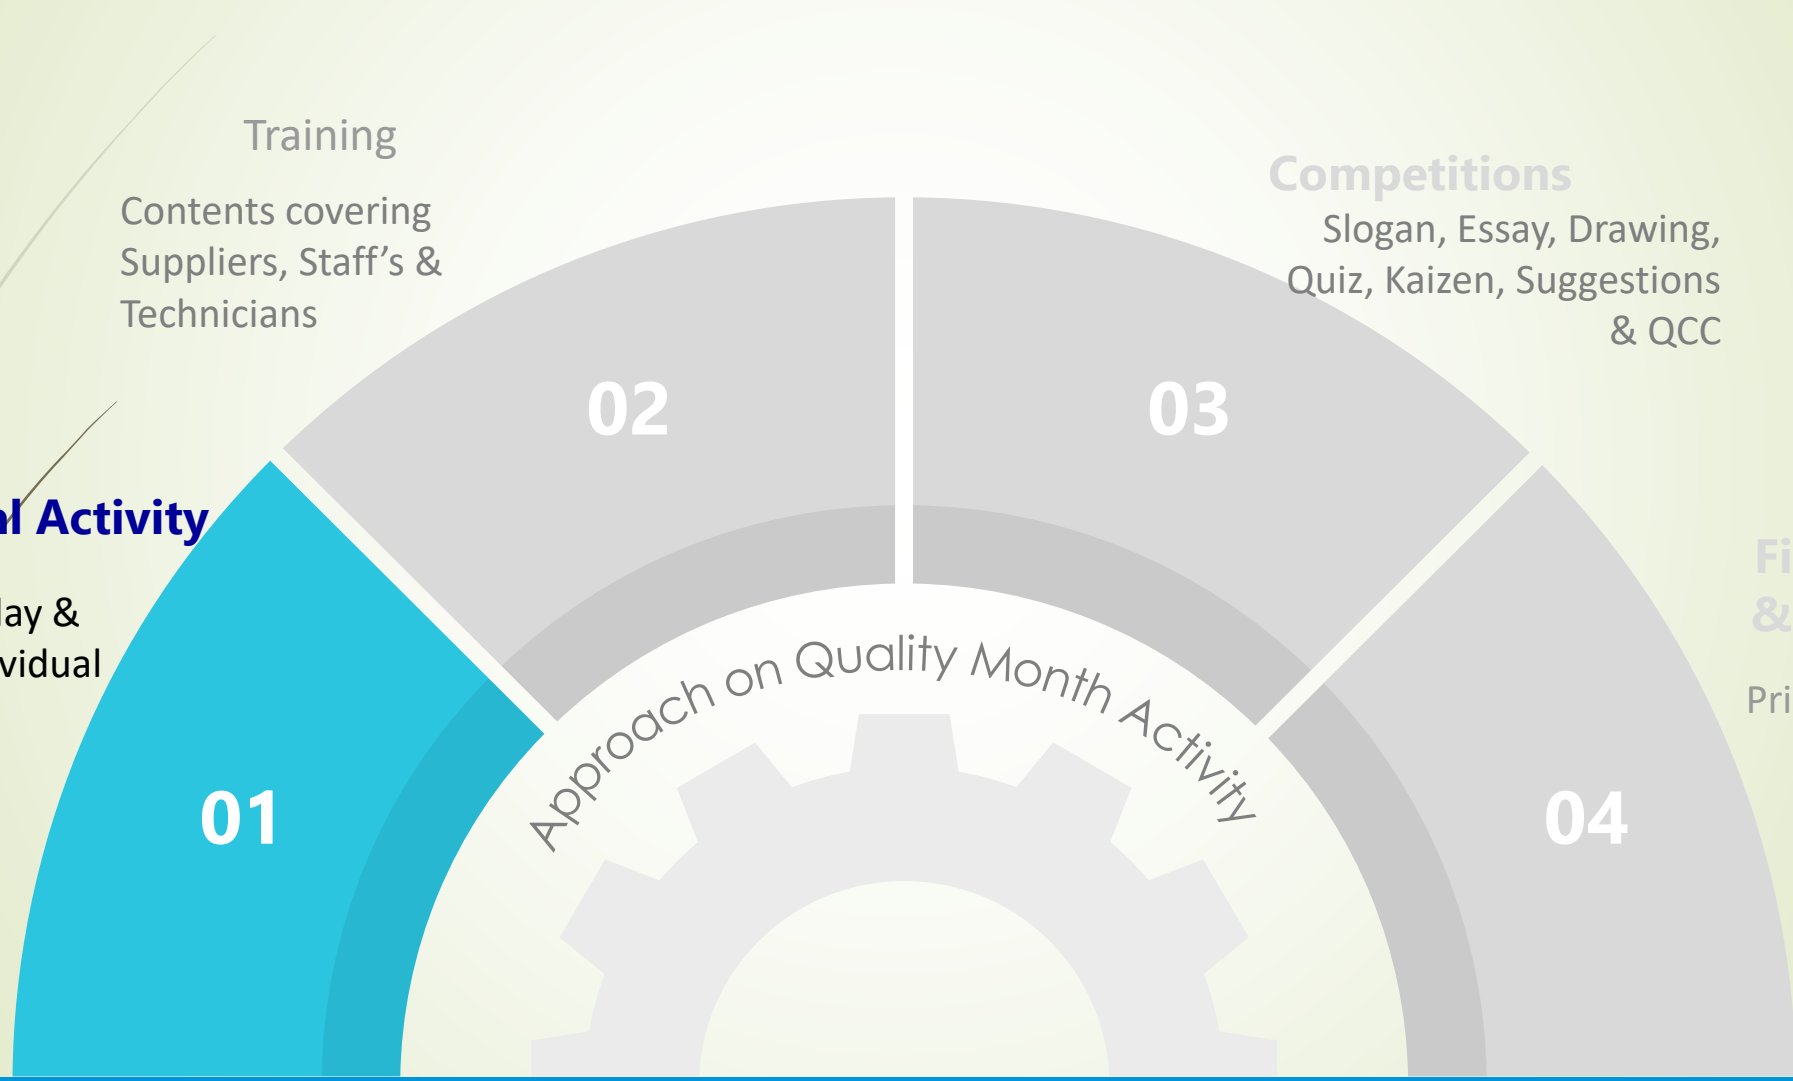 Training
Contents covering
Suppliers, Staff’s &
Technicians
Competitions
Slogan, Essay, Drawing,
Quiz, Kaizen, Suggestions
& QCC
02
03
Activity
&
01
04
&
Approach on Quality Month Activity